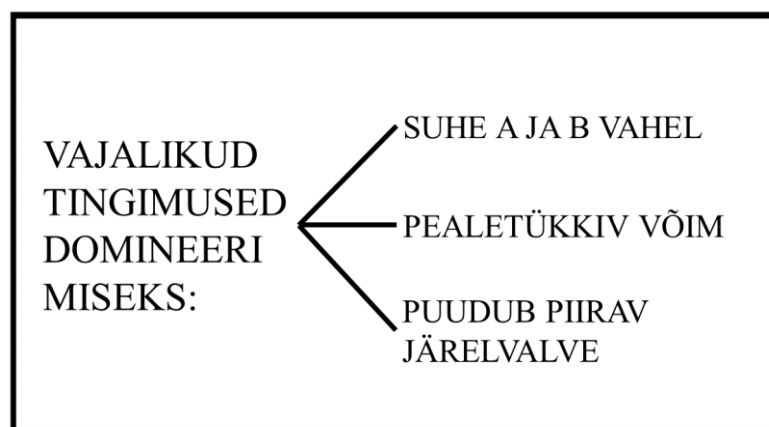 VAJALIKUD
TINGIMUSED
DOMINEERI
MISEKS:
SUHE A JA B VAHEL
PEALETÜKKIV VÕIM
PUUDUB PIIRAV
JÄRELVALVE